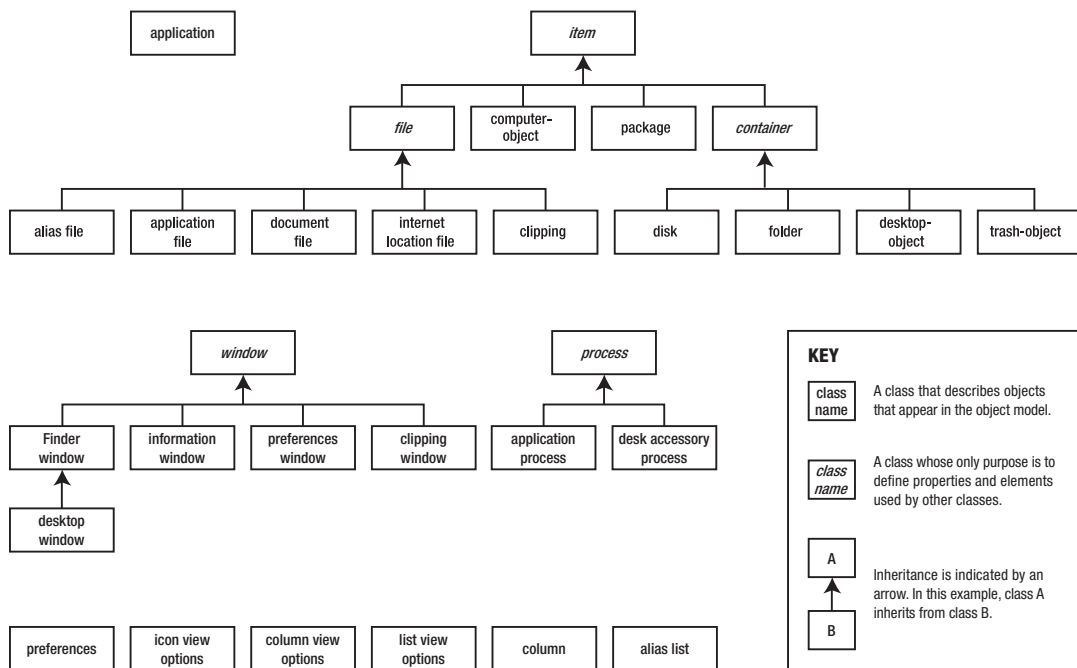 application
item
file
computer-
object
package
container
alias file
application
file
document
file
internet
location file
clipping
disk
folder
desktop-
object
trash-object
window
process
Finder
window
information
window
preferences
window
clipping
window
application
process
desk accessory
process
desktop
window
preferences
icon view
options
column view
options
list view
options
column
alias list
KEY
class
name
A class that describes objects
that appear in the object model.
class
name
A class whose only purpose is to
define properties and elements
used by other classes.
A
B
Inheritance is indicated by an
arrow. In this example, class A
inherits from class B.